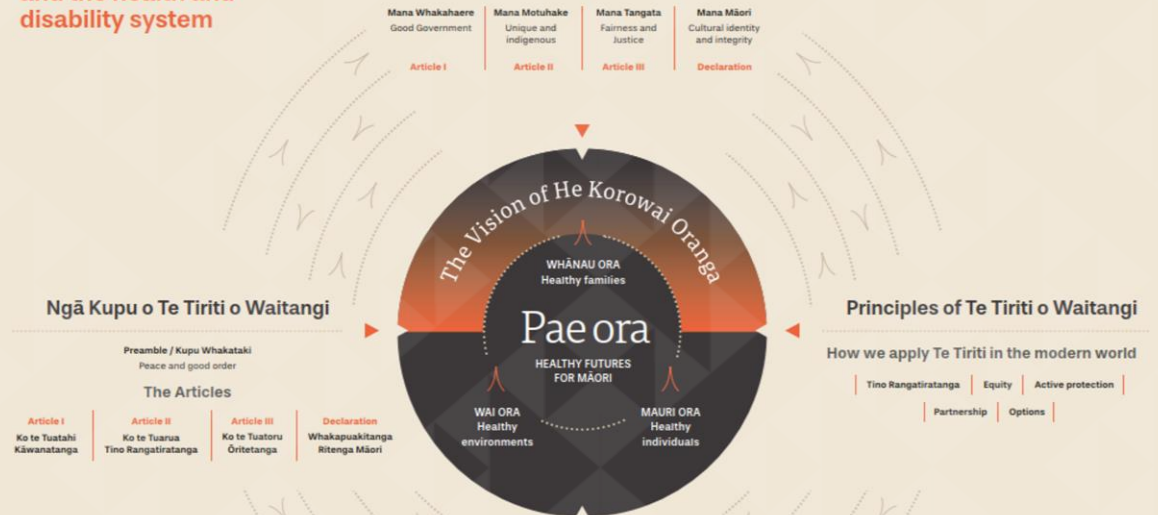 disability system
Mana Whakahaere
Good Government
Article I
Mana Motuhake
Unique and
indigenous
Article II
Mana Tangata
Fairness and
Justice
Article III
Mana Māori
Cultural identity
and integrity
Declaration
The Vision of He Korowai Oranga
WHĀNAU ORA
Healthy families
Pae ora
HEALTHY FUTURES
FOR MĀORI
WAI ORA
Healthy
environments
MAURI ORA
Healthy
individuals
Ngā Kupu o Te Tiriti o Waitangi
Preamble / Kupu Whakataki
Peace and good order
The Articles
Article I
Ko te Tuatahi
Kāwanatanga
Article II
Ko te Tuarua
Tino Rangatiratanga
Article III
Ko te Tuatoru
Ōritetanga
Declaration
Whakapuakitanga
Ritenga Māori
Principles of Te Tiriti o Waitangi
How we apply Te Tiriti in the modern world
Tino Rangatiratanga
Equity
Active protection
Partnership
Options